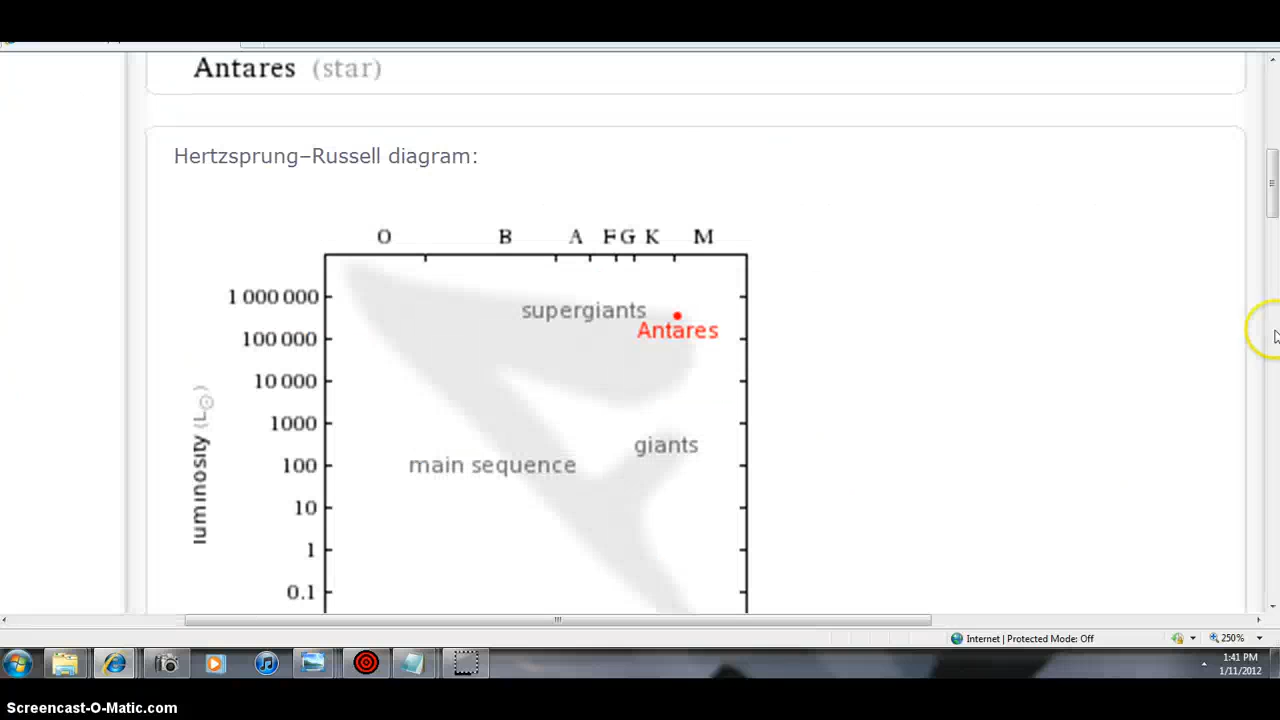 Antares (star)
Hertzsprung–Russell diagram:
O B A F G K M
1 000 000
supergiants
Antares
100 000
10 000
1000
giants
main sequence
100
10
1
0.1
luminosity (L☉)
Internet | Protected Mode: Off
250%
1:41 PM
1/11/2012
Screencast-O-Matic.com